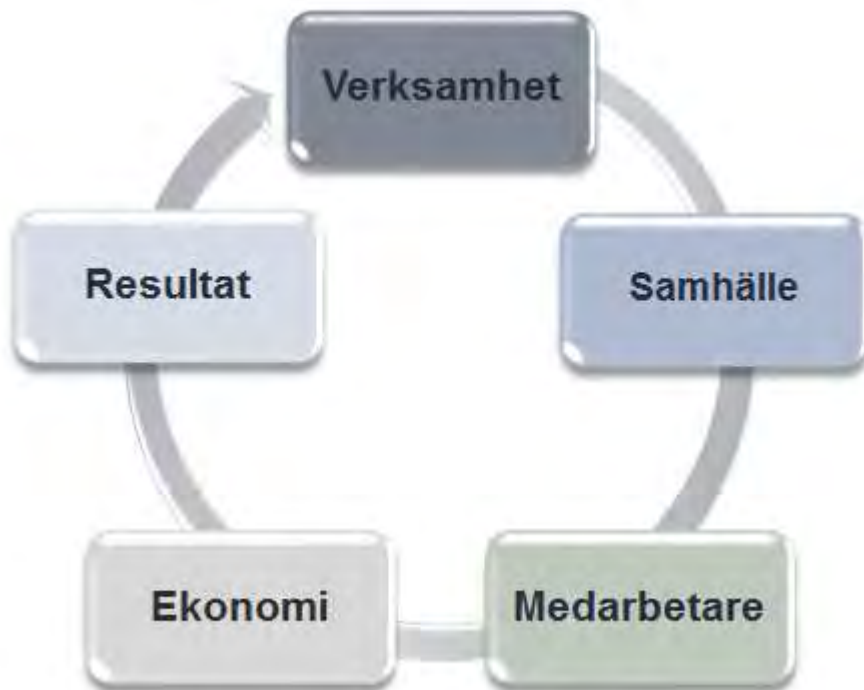 Verksamhet
Samhälle
Medarbetare
Ekonomi
Resultat